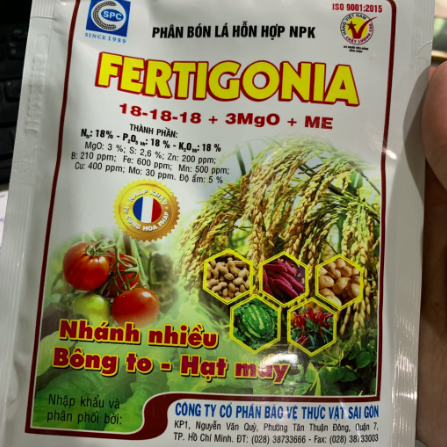 ISO 9001:2015
SPC
SINCE 1989
PHÂN BÓN LÁ HỖN HỢP NPK
FERTIGONIA
18-18-18 + 3MgO + ME
THÀNH PHẦN:
Nts: 18% - P2O5 hh: 18 % - K2Ohh: 18 %
MgO: 3 %; S: 2,6 %; Zn: 200 ppm;
B: 210 ppm; Fe: 600 ppm; Mn: 500 ppm;
Cu: 400 ppm; Mo: 30 ppm. Độ ẩm: 5 %
Nhánh nhiều
Bông to - Hạt mẩy
Nhập khẩu và
phân phối bởi:
CÔNG TY CỔ PHẦN BẢO VỆ THỰC VẬT SÀI GÒN
KP1, Nguyễn Văn Quỳ, Phường Tân Thuận Đông, Quận 7,
TP. Hồ Chí Minh. ĐT: (028) 38733666 - Fax: (028) 38733003